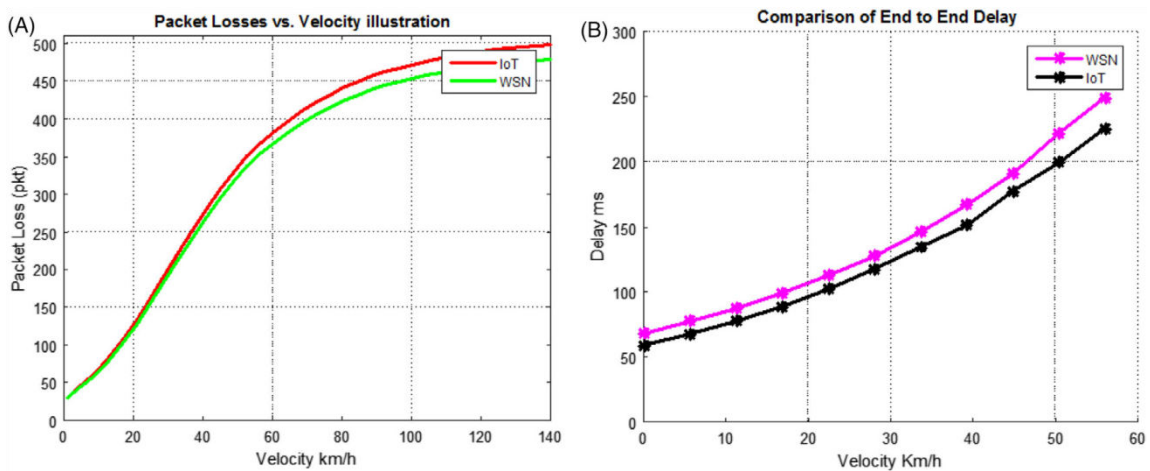 (A)
Packet Losses vs. Velocity illustration
500
450
400
350
300
250
200
150
100
50
0
Packet Loss (pkt)
IoT
WSN
0 20 40 60 80 100 120 140
Velocity km/h
(B)
Comparison of End to End Delay
300
250
200
150
100
50
0
Delay ms
WSN
IoT
0 10 20 30 40 50 60
Velocity Km/h